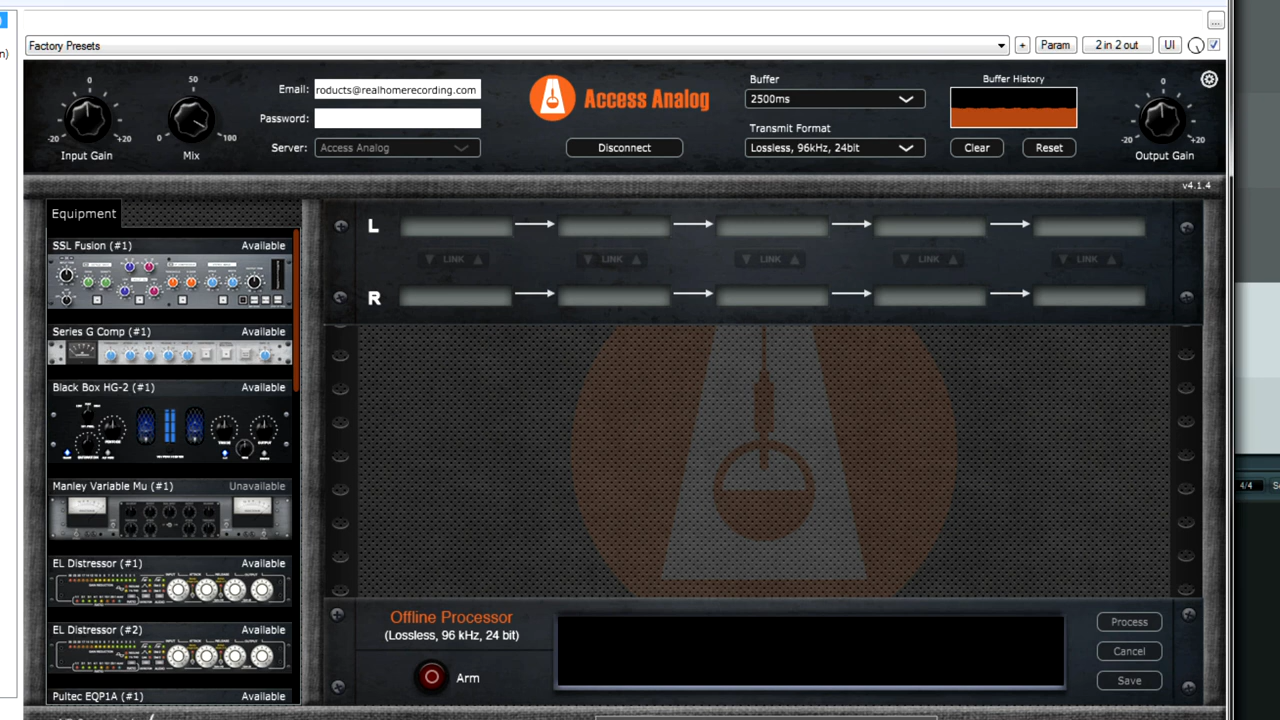 n)
...
Factory Presets
+
Param
2 in 2 out
UI
0
-20
+20
Input Gain
50
0
100
Mix
Email:
roducts@realhomerecording.com
Password:
Server:
Access Analog
Access Analog
Disconnect
Buffer
2500ms
Transmit Format
Lossless, 96kHz, 24bit
Buffer History
Clear
Reset
0
-20
+20
Output Gain
v4.1.4
Equipment
SSL Fusion (#1) Available
Series G Comp (#1) Available
Black Box HG-2 (#1) Available
Manley Variable Mu (#1) Unavailable
EL Distressor (#1) Available
EL Distressor (#2) Available
Pultec EQP1A (#1) Available
L
LINK LINK LINK LINK LINK
R
4/4
Offline Processor
(Lossless, 96 kHz, 24 bit)
Arm
Process
Cancel
Save